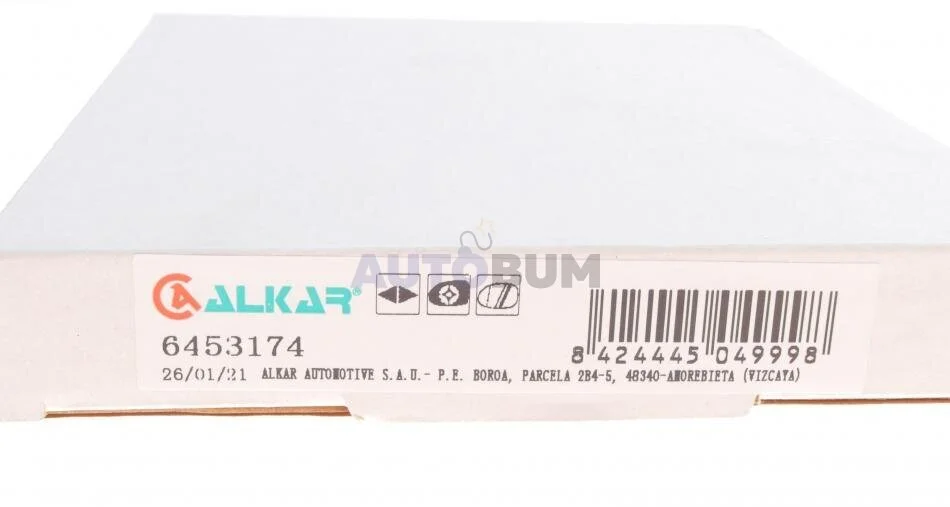 AUTOBUM
ALKAR®
6453174
8 424445 049998
26/01/21 ALKAR AUTOMOTIVE S.A.U.- P.E. BOROA, PARCELA 2B4-5, 48340-AMOREBIETA (VIZCAYA)